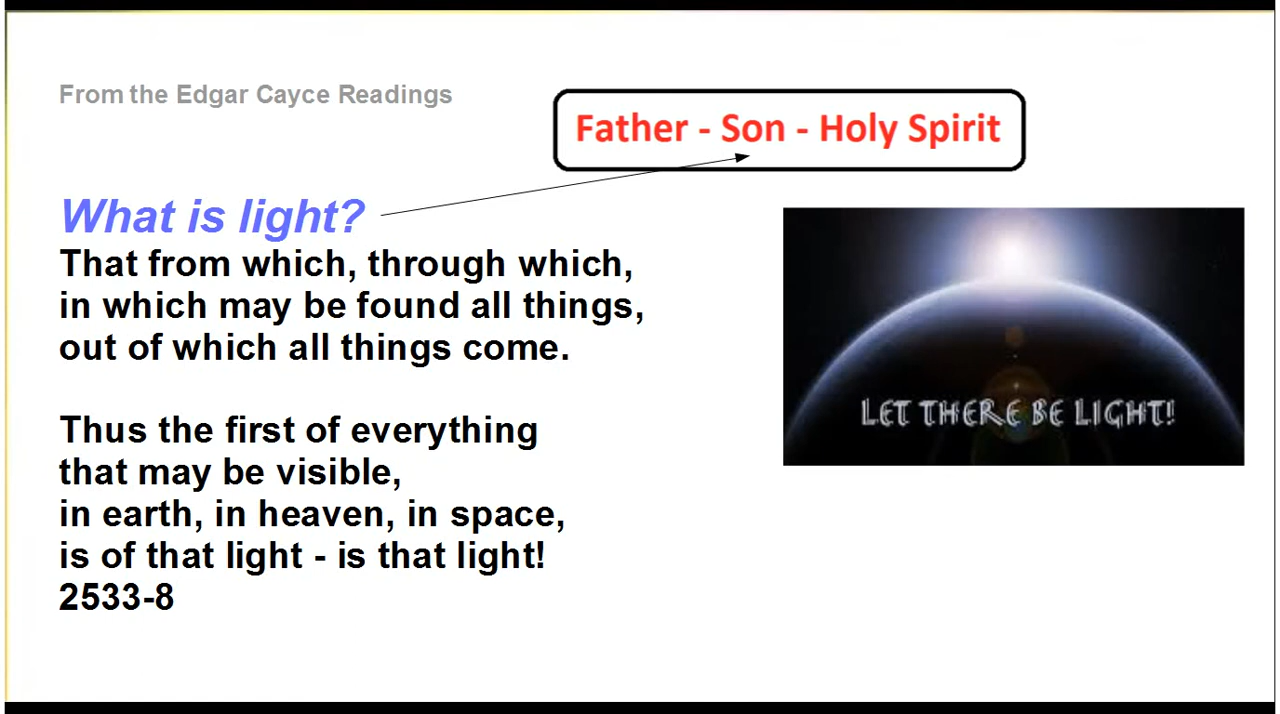 From the Edgar Cayce Readings
Father - Son - Holy Spirit
What is light?
That from which, through which,
in which may be found all things,
out of which all things come.
Thus the first of everything
that may be visible,
in earth, in heaven, in space,
is of that light - is that light!
2533-8
LET THERE BE LIGHT!